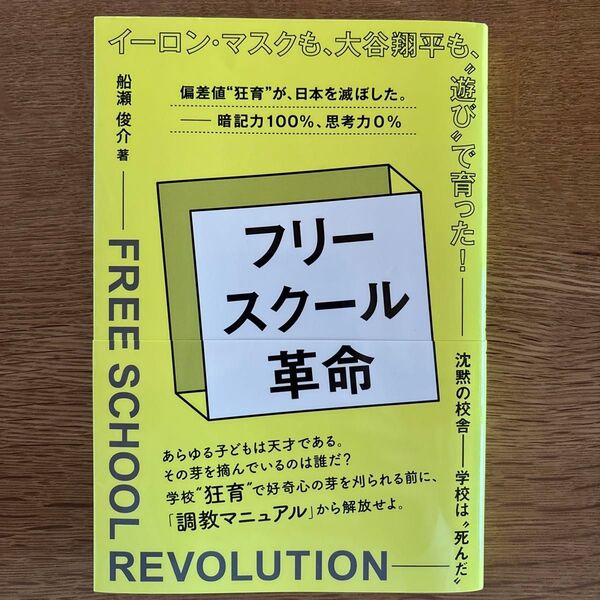 イーロン・マスクも、大谷翔平も、
〝遊び〟で育った！
偏差値“狂育”が、日本を滅ぼした。
──暗記力100%、思考力0%
船瀬 俊介 著
フリー
スクール
革命
沈黙の校舎──学校は〝死んだ〟
あらゆる子どもは天才である。
その芽を摘んでいるのは誰だ？
学校“狂育”で好奇心の芽を刈られる前に、
「調教マニュアル」から解放せよ。
FREE SCHOOL
REVOLUTION